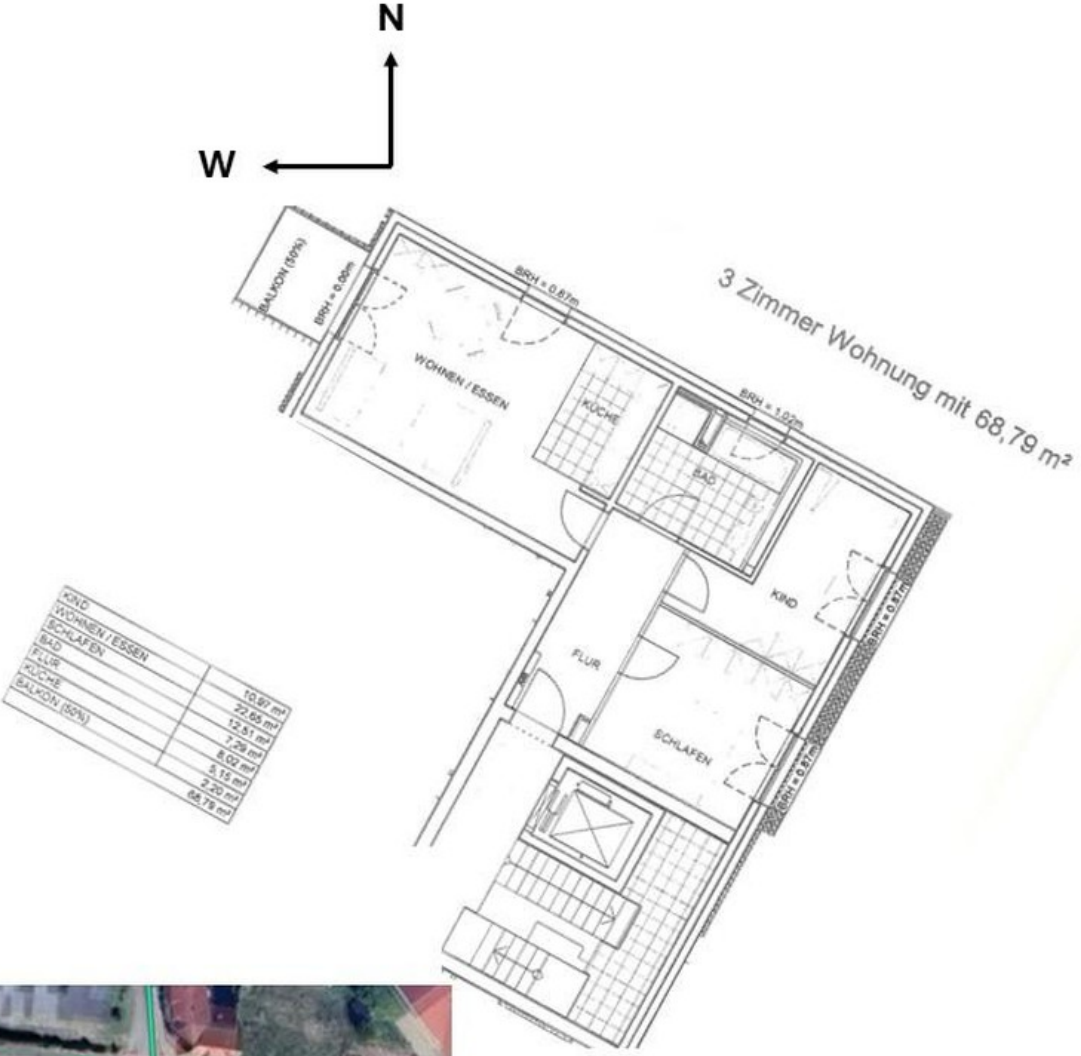 N
W
3 Zimmer Wohnung mit 68,79 m²
BALKON (50%)
BRH = 0.00m
BRH = 0.87m
WOHNEN / ESSEN
KÜCHE
BRH = 1.02m
BAD
KIND
BRH = 0.87m
FLUR
SCHLAFEN
BRH = 0.87m
KIND 10,97 m²
WOHNEN / ESSEN 22,65 m²
SCHLAFEN 12,51 m²
BAD 7,29 m²
FLUR 8,02 m²
KÜCHE 5,15 m²
BALKON (50%) 2,20 m²
68,79 m²